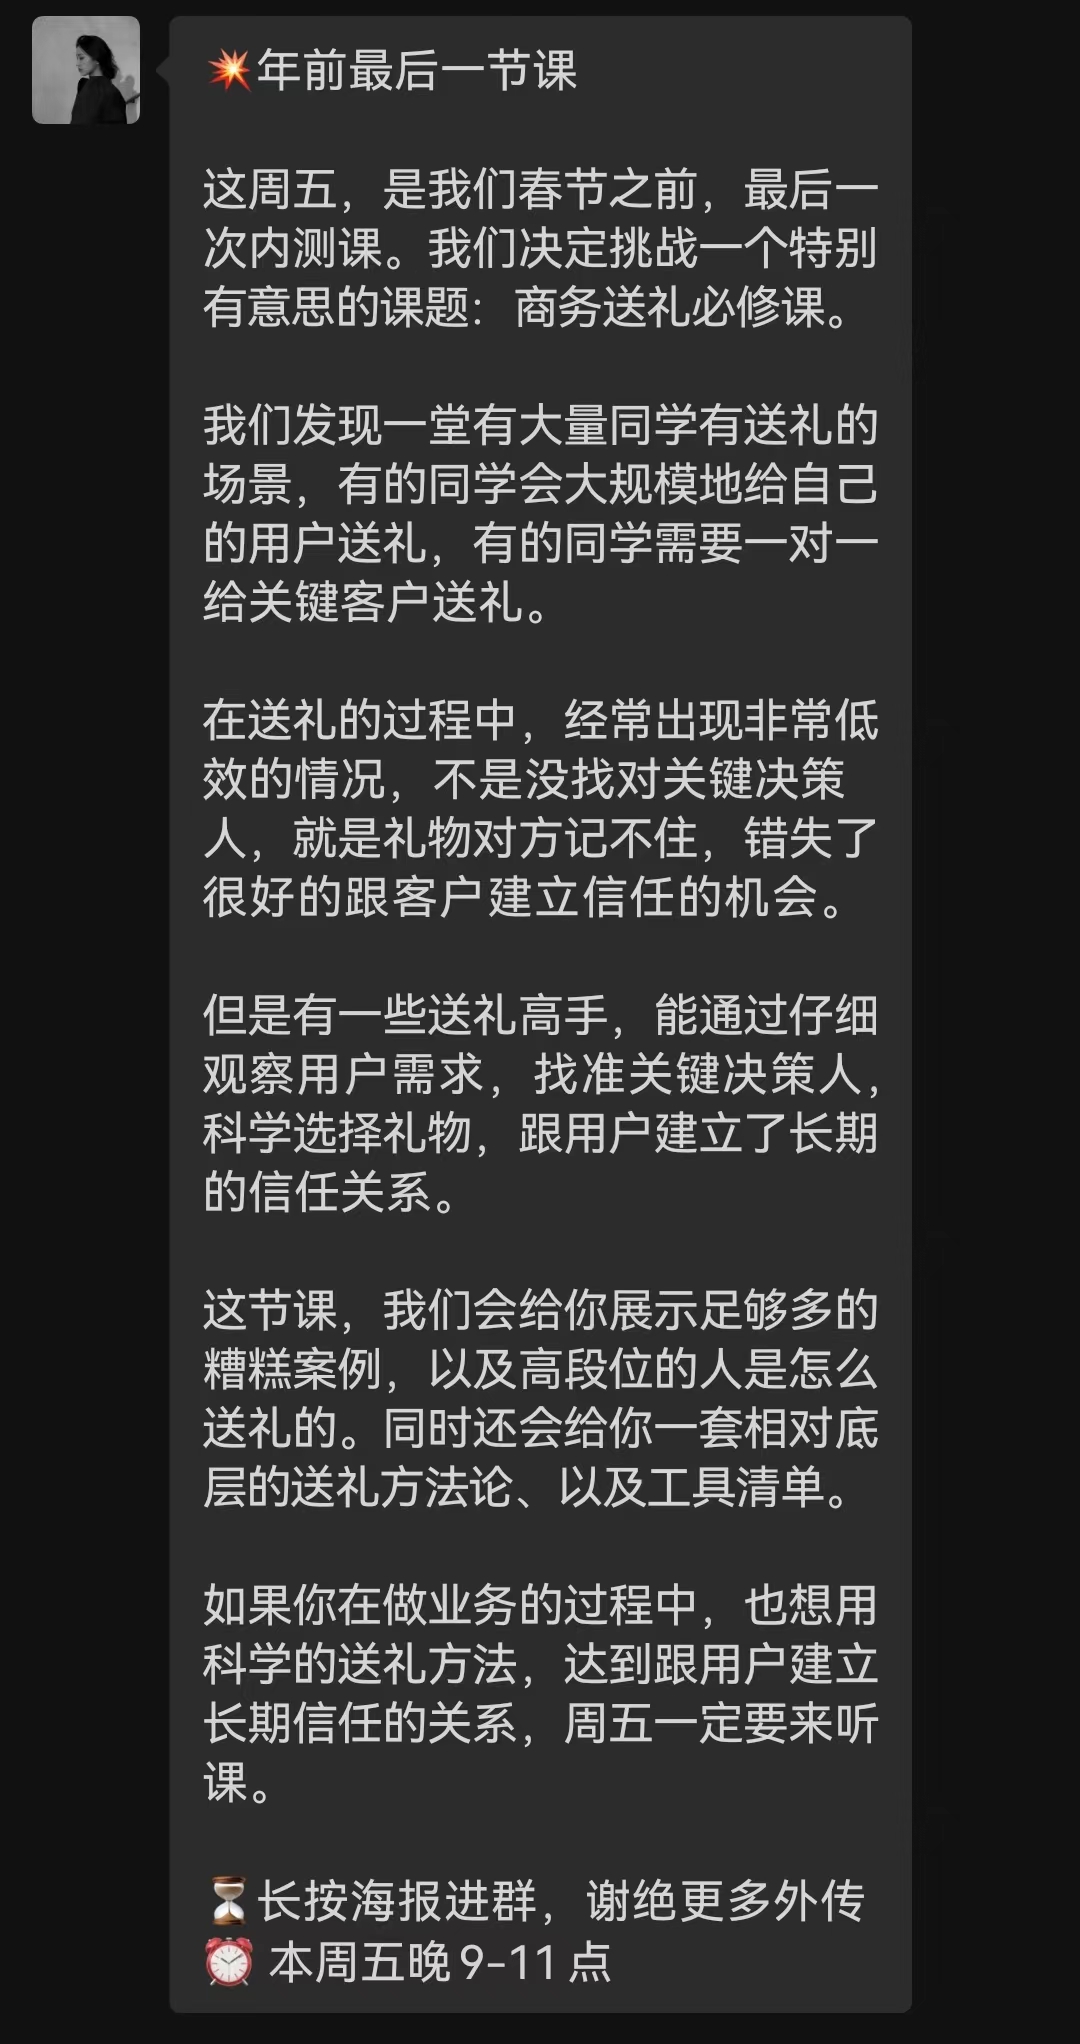 💥年前最后一节课
这周五，是我们春节之前，最后一
次内测课。我们决定挑战一个特别
有意思的课题：商务送礼必修课。
我们发现一堂有大量同学有送礼的
场景，有的同学会大规模地给自己
的用户送礼，有的同学需要一对一
给关键客户送礼。
在送礼的过程中，经常出现非常低
效的情况，不是没找对关键决策
人，就是礼物对方记不住，错失了
很好的跟客户建立信任的机会。
但是有一些送礼高手，能通过仔细
观察用户需求，找准关键决策人，
科学选择礼物，跟用户建立了长期
的信任关系。
这节课，我们会给你展示足够多的
糟糕案例，以及高段位的人是怎么
送礼的。同时还会给你一套相对底
层的送礼方法论、以及工具清单。
如果你在做业务的过程中，也想用
科学的送礼方法，达到跟用户建立
长期信任的关系，周五一定要来听
课。
⏳长按海报进群，谢绝更多外传
⏰ 本周五晚9-11点